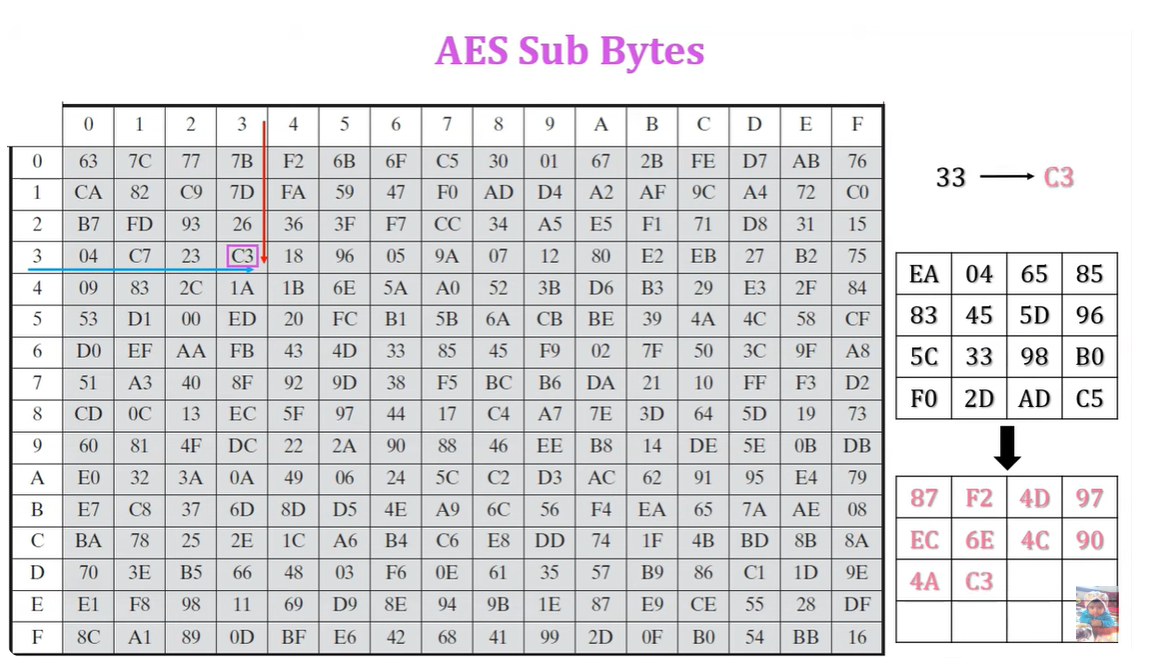 AES Sub Bytes
0 1 2 3 4 5 6 7 8 9 A B C D E F
0 63 7C 77 7B F2 6B 6F C5 30 01 67 2B FE D7 AB 76
1 CA 82 C9 7D FA 59 47 F0 AD D4 A2 AF 9C A4 72 C0
2 B7 FD 93 26 36 3F F7 CC 34 A5 E5 F1 71 D8 31 15
3 04 C7 23 C3 18 96 05 9A 07 12 80 E2 EB 27 B2 75
4 09 83 2C 1A 1B 6E 5A A0 52 3B D6 B3 29 E3 2F 84
5 53 D1 00 ED 20 FC B1 5B 6A CB BE 39 4A 4C 58 CF
6 D0 EF AA FB 43 4D 33 85 45 F9 02 7F 50 3C 9F A8
7 51 A3 40 8F 92 9D 38 F5 BC B6 DA 21 10 FF F3 D2
8 CD 0C 13 EC 5F 97 44 17 C4 A7 7E 3D 64 5D 19 73
9 60 81 4F DC 22 2A 90 88 46 EE B8 14 DE 5E 0B DB
A E0 32 3A 0A 49 06 24 5C C2 D3 AC 62 91 95 E4 79
B E7 C8 37 6D 8D D5 4E A9 6C 56 F4 EA 65 7A AE 08
C BA 78 25 2E 1C A6 B4 C6 E8 DD 74 1F 4B BD 8B 8A
D 70 3E B5 66 48 03 F6 0E 61 35 57 B9 86 C1 1D 9E
E E1 F8 98 11 69 D9 8E 94 9B 1E 87 E9 CE 55 28 DF
F 8C A1 89 0D BF E6 42 68 41 99 2D 0F B0 54 BB 16
33 → C3
EA 04 65 85
83 45 5D 96
5C 33 98 B0
F0 2D AD C5
87 F2 4D 97
EC 6E 4C 90
4A C3